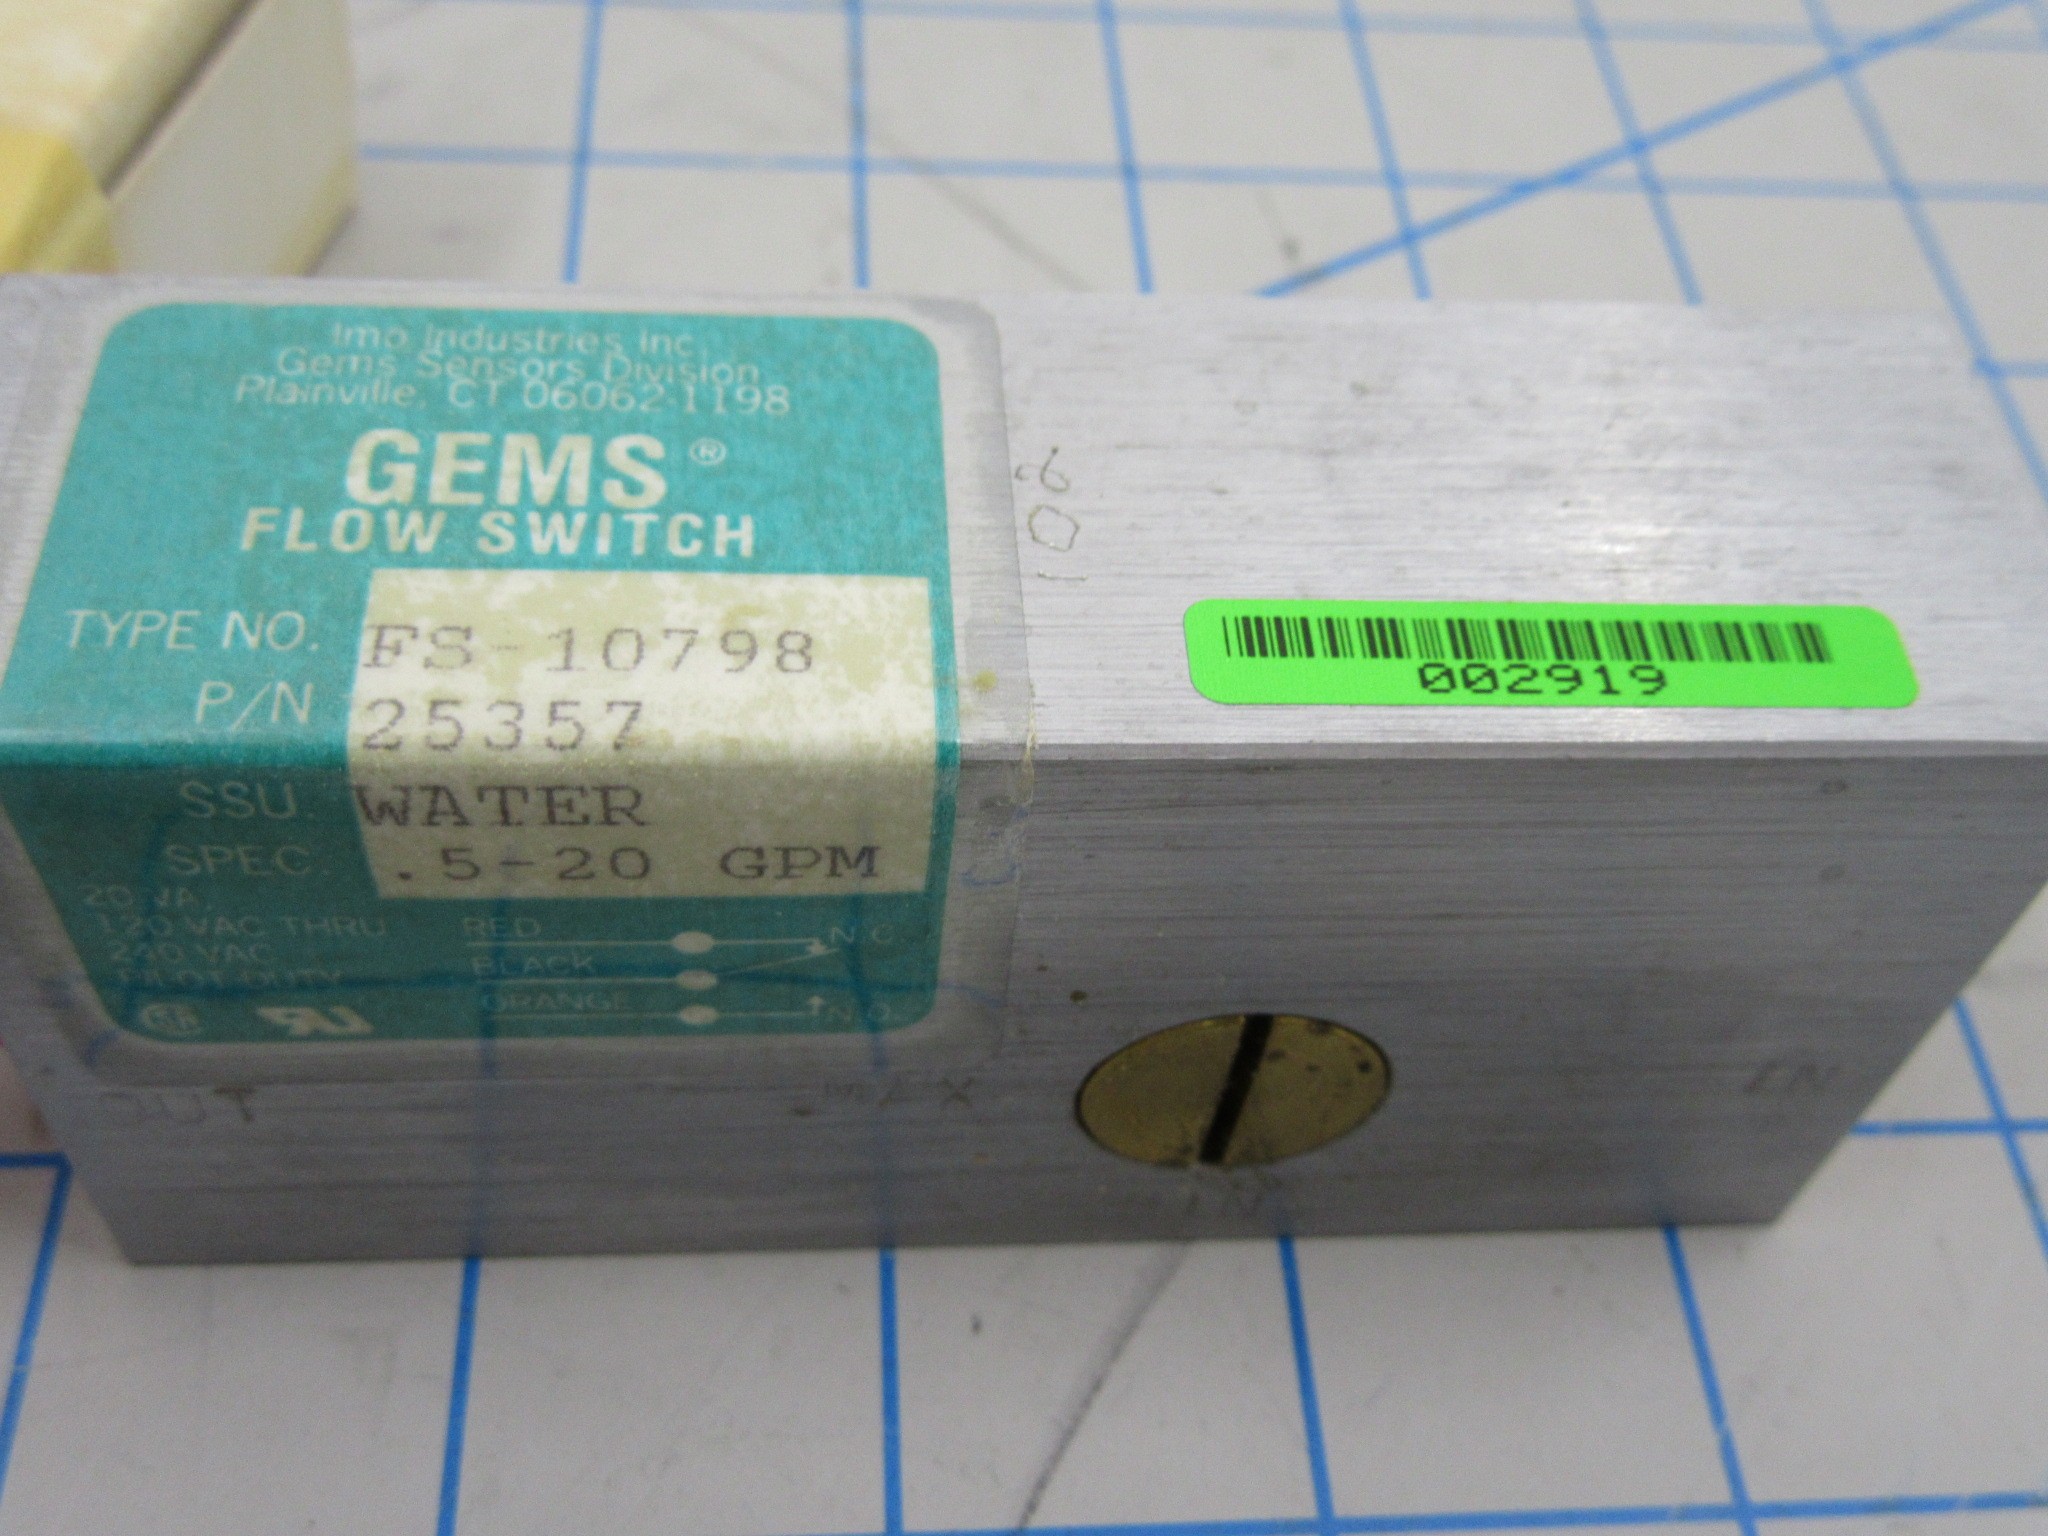 Imo Industries Inc.
Gems Sensors Division
Plainville, CT 06062-1198
GEMS®
FLOW SWITCH
TYPE NO. FS-10798
P/N 25357
SSU. WATER
SPEC. .5-20 GPM
20 VA.
120 VAC THRU
240 VAC
PILOT DUTY
RED
N.C.
BLACK
ORANGE
N.O.
002919
OUT
MAX
IN